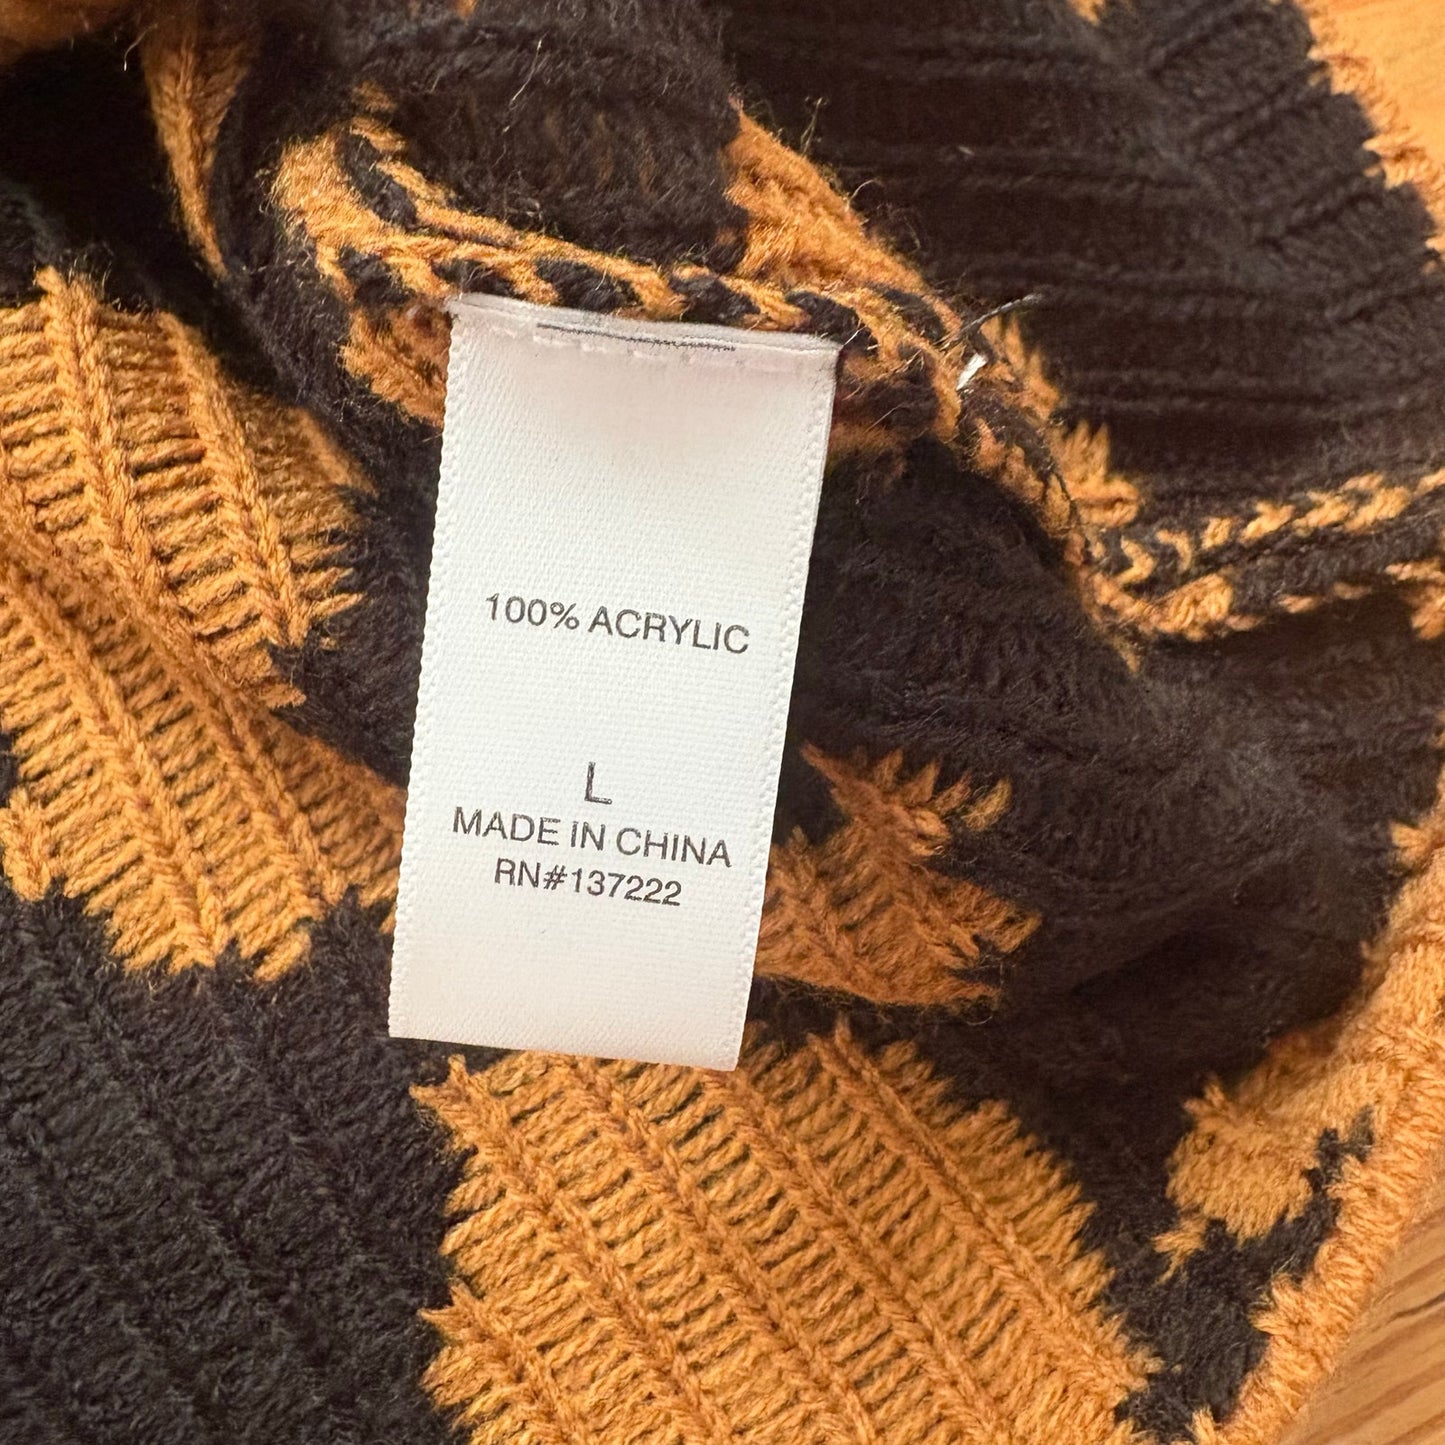 100% ACRYLIC
L
MADE IN CHINA
RN#137222